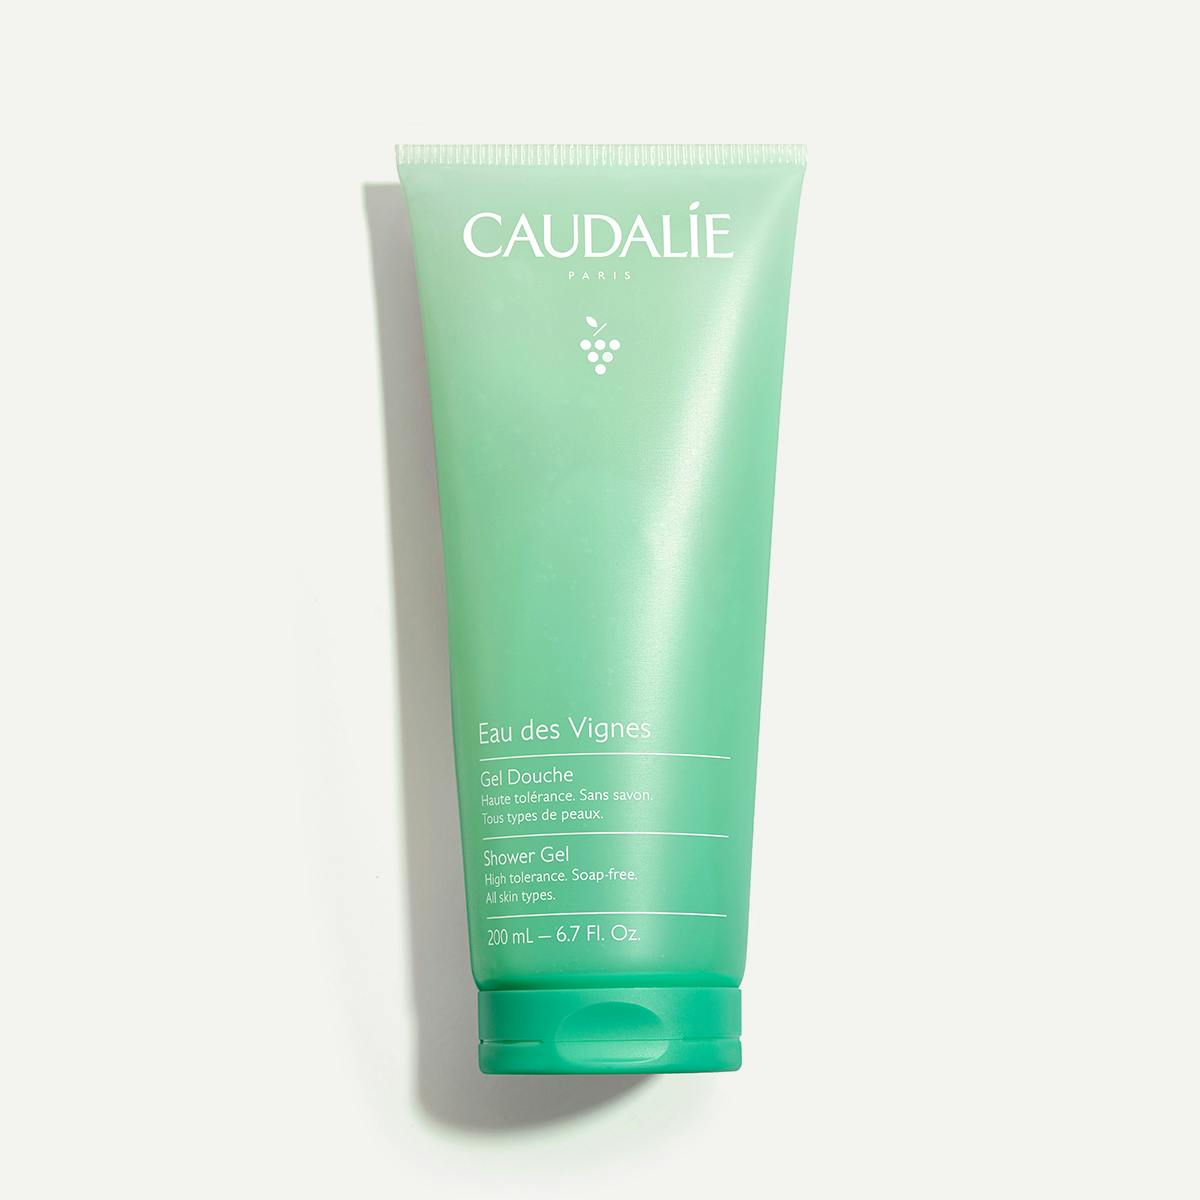 CAUDALÍE
PARIS
Eau des Vignes
Gel Douche
Haute tolérance. Sans savon.
Tous types de peaux.
Shower Gel
High tolerance. Soap-free.
All skin types.
200 mL – 6.7 Fl. Oz.